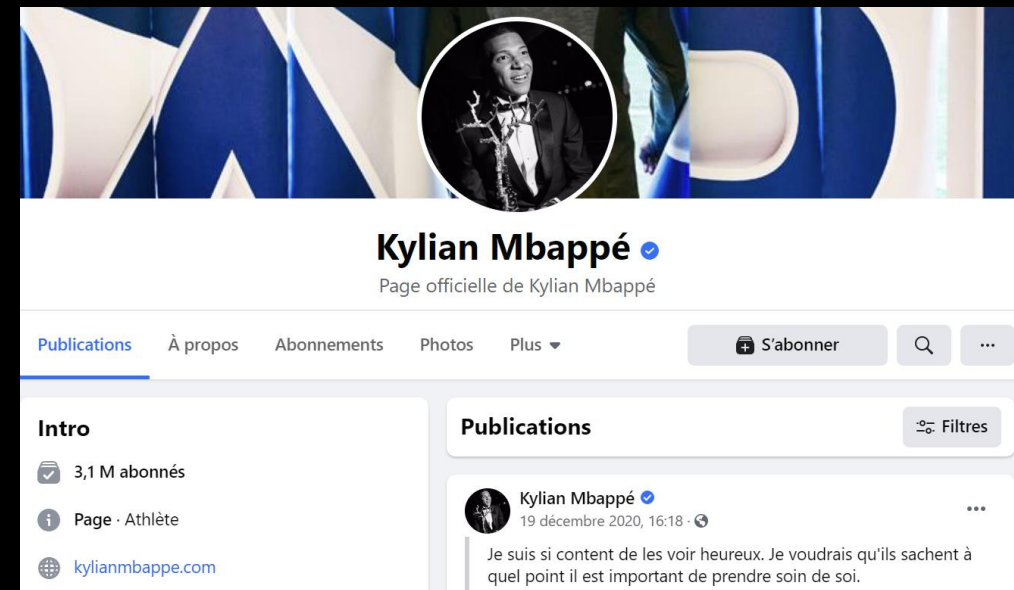 Kylian Mbappé
Page officielle de Kylian Mbappé
Publications À propos Abonnements Photos Plus S'abonner ...
Intro
3,1 M abonnés
Page · Athlète
kylianmbappe.com
Publications Filtres
Kylian Mbappé
19 décembre 2020, 16:18 ·
...
Je suis si content de les voir heureux. Je voudrais qu'ils sachent à
quel point il est important de prendre soin de soi.